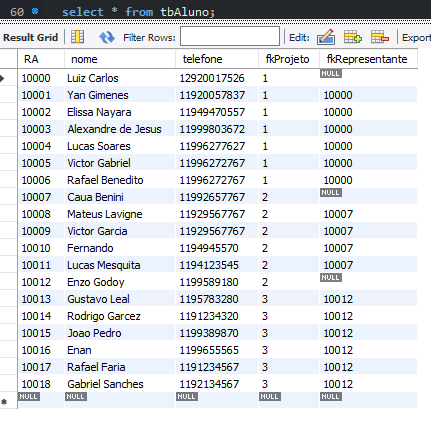 60 select * from tbAluno;
Result Grid Filter Rows: Edit: Export
RA nome telefone fkProjeto fkRepresentante
10000 Luiz Carlos 12920017526 1 NULL
10001 Yan Gimenes 11920057837 1 10000
10002 Elissa Nayara 11949470557 1 10000
10003 Alexandre de Jesus 11999803672 1 10000
10004 Lucas Soares 11996277627 1 10000
10005 Victor Gabriel 11996272767 1 10000
10006 Rafael Benedito 11996272767 1 10000
10007 Caua Benini 11992657767 2 NULL
10008 Mateus Lavigne 11929567767 2 10007
10009 Victor Garcia 11929567767 2 10007
10010 Fernando 1194945570 2 10007
10011 Lucas Mesquita 1194123545 2 10007
10012 Enzo Godoy 1199589180 2 NULL
10013 Gustavo Leal 1195783280 3 10012
10014 Rodrigo Garcez 1191234320 3 10012
10015 Joao Pedro 1199389870 3 10012
10016 Enan 1199655565 3 10012
10017 Rafael Faria 1191234567 3 10012
10018 Gabriel Sanches 1192134567 3 10012
NULL NULL NULL NULL NULL